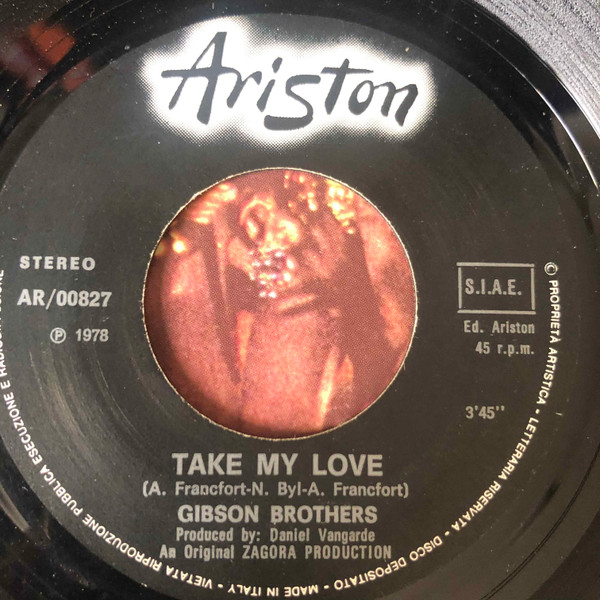 Ariston
STEREO
AR/00827
℗ 1978
S.I.A.E.
Ed. Ariston
45 r.p.m.
3'45''
TAKE MY LOVE
(A. Francfort-N. Byl-A. Francfort)
GIBSON BROTHERS
Produced by: Daniel Vangarde
An Original ZAGORA PRODUCTION
© PROPRIETÀ ARTISTICA - LETTERARIA RISERVATA - DISCO DEPOSITATO - MADE IN ITALY - VIETATA RIPRODUZIONE PUBBLICA ESECUZIONE E